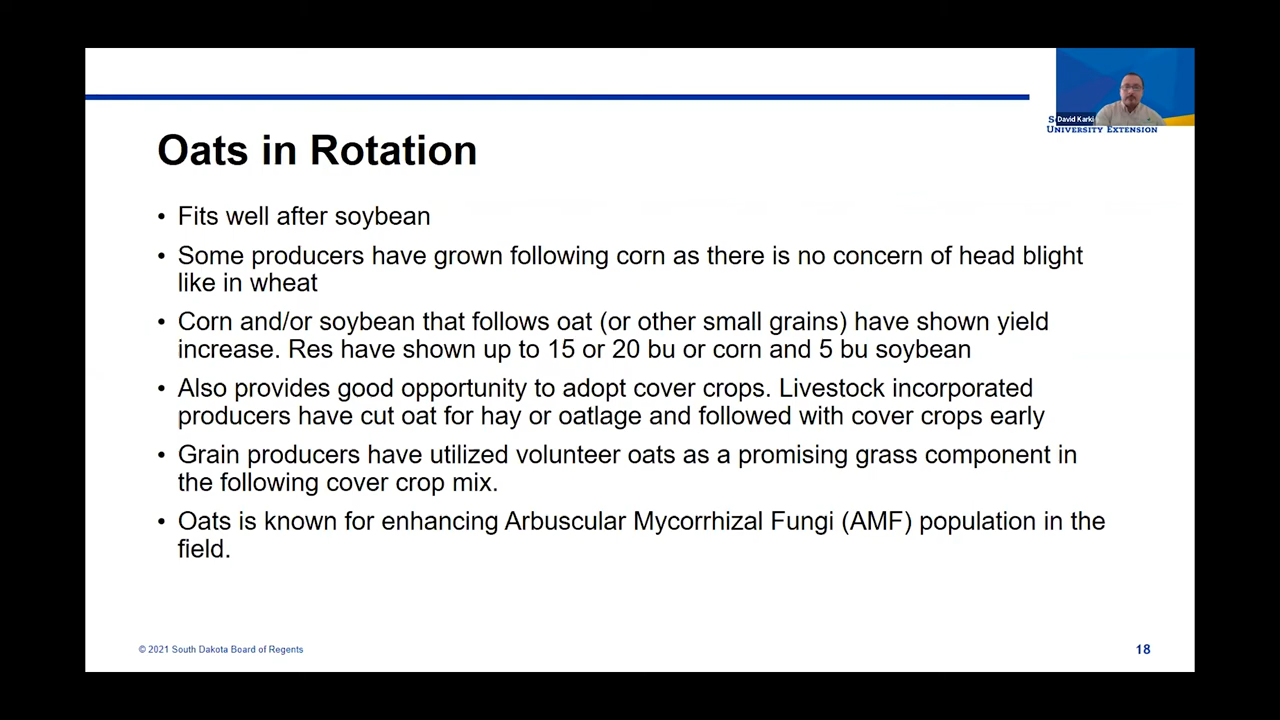 David Karki
S
UNIVERSITY EXTENSION
Oats in Rotation
• Fits well after soybean
• Some producers have grown following corn as there is no concern of head blight
like in wheat
• Corn and/or soybean that follows oat (or other small grains) have shown yield
increase. Res have shown up to 15 or 20 bu or corn and 5 bu soybean
• Also provides good opportunity to adopt cover crops. Livestock incorporated
producers have cut oat for hay or oatlage and followed with cover crops early
• Grain producers have utilized volunteer oats as a promising grass component in
the following cover crop mix.
• Oats is known for enhancing Arbuscular Mycorrhizal Fungi (AMF) population in the
field.
© 2021 South Dakota Board of Regents
18